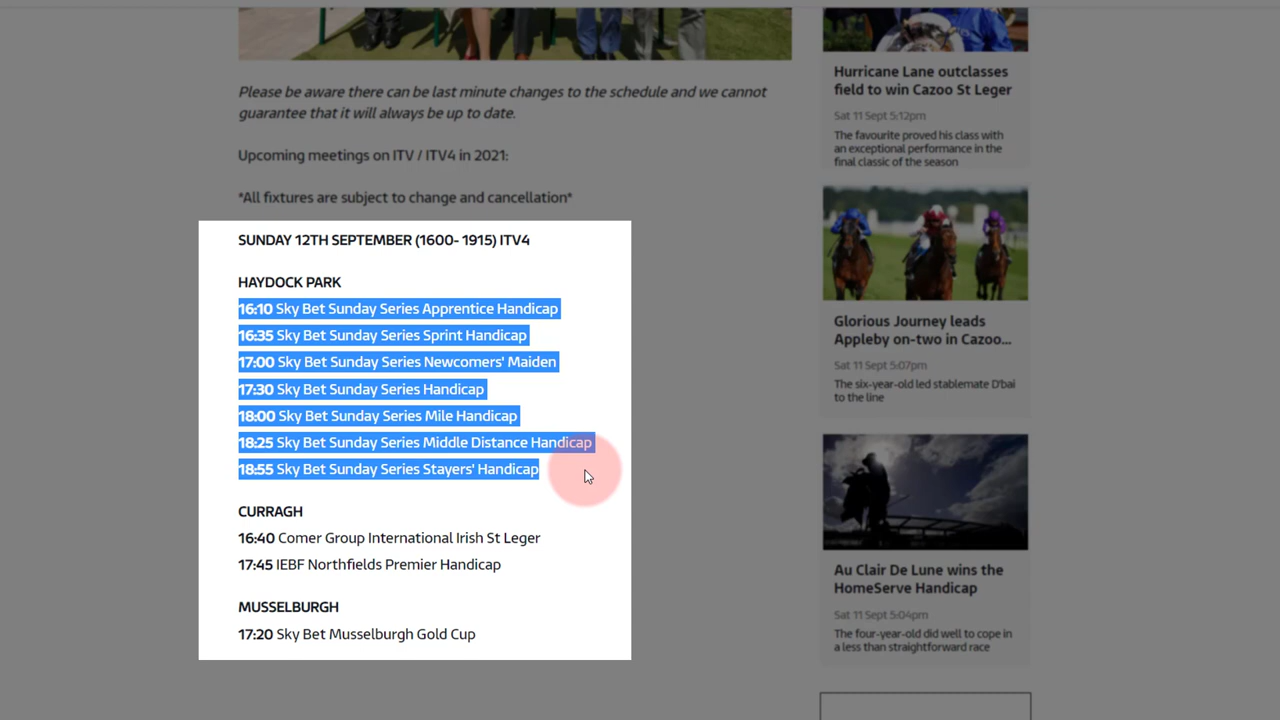 Please be aware there can be last minute changes to the schedule and we cannot
guarantee that it will always be up to date.
Upcoming meetings on ITV / ITV4 in 2021:
*All fixtures are subject to change and cancellation*
SUNDAY 12TH SEPTEMBER (1600- 1915) ITV4
HAYDOCK PARK
16:10 Sky Bet Sunday Series Apprentice Handicap
16:35 Sky Bet Sunday Series Sprint Handicap
17:00 Sky Bet Sunday Series Newcomers' Maiden
17:30 Sky Bet Sunday Series Handicap
18:00 Sky Bet Sunday Series Mile Handicap
18:25 Sky Bet Sunday Series Middle Distance Handicap
18:55 Sky Bet Sunday Series Stayers' Handicap
CURRAGH
16:40 Comer Group International Irish St Leger
17:45 IEBF Northfields Premier Handicap
MUSSELBURGH
17:20 Sky Bet Musselburgh Gold Cup
Hurricane Lane outclasses
field to win Cazoo St Leger
Sat 11 Sept 5:12pm
The favourite proved his class with
an exceptional performance in the
final classic of the season
Glorious Journey leads
Appleby on-two in Cazoo...
Sat 11 Sept 5:07pm
The six-year-old led stablemate D'bai
to the line
Au Clair De Lune wins the
HomeServe Handicap
Sat 11 Sept 5:04pm
The four-year-old did well to cope in
a less than straightforward race